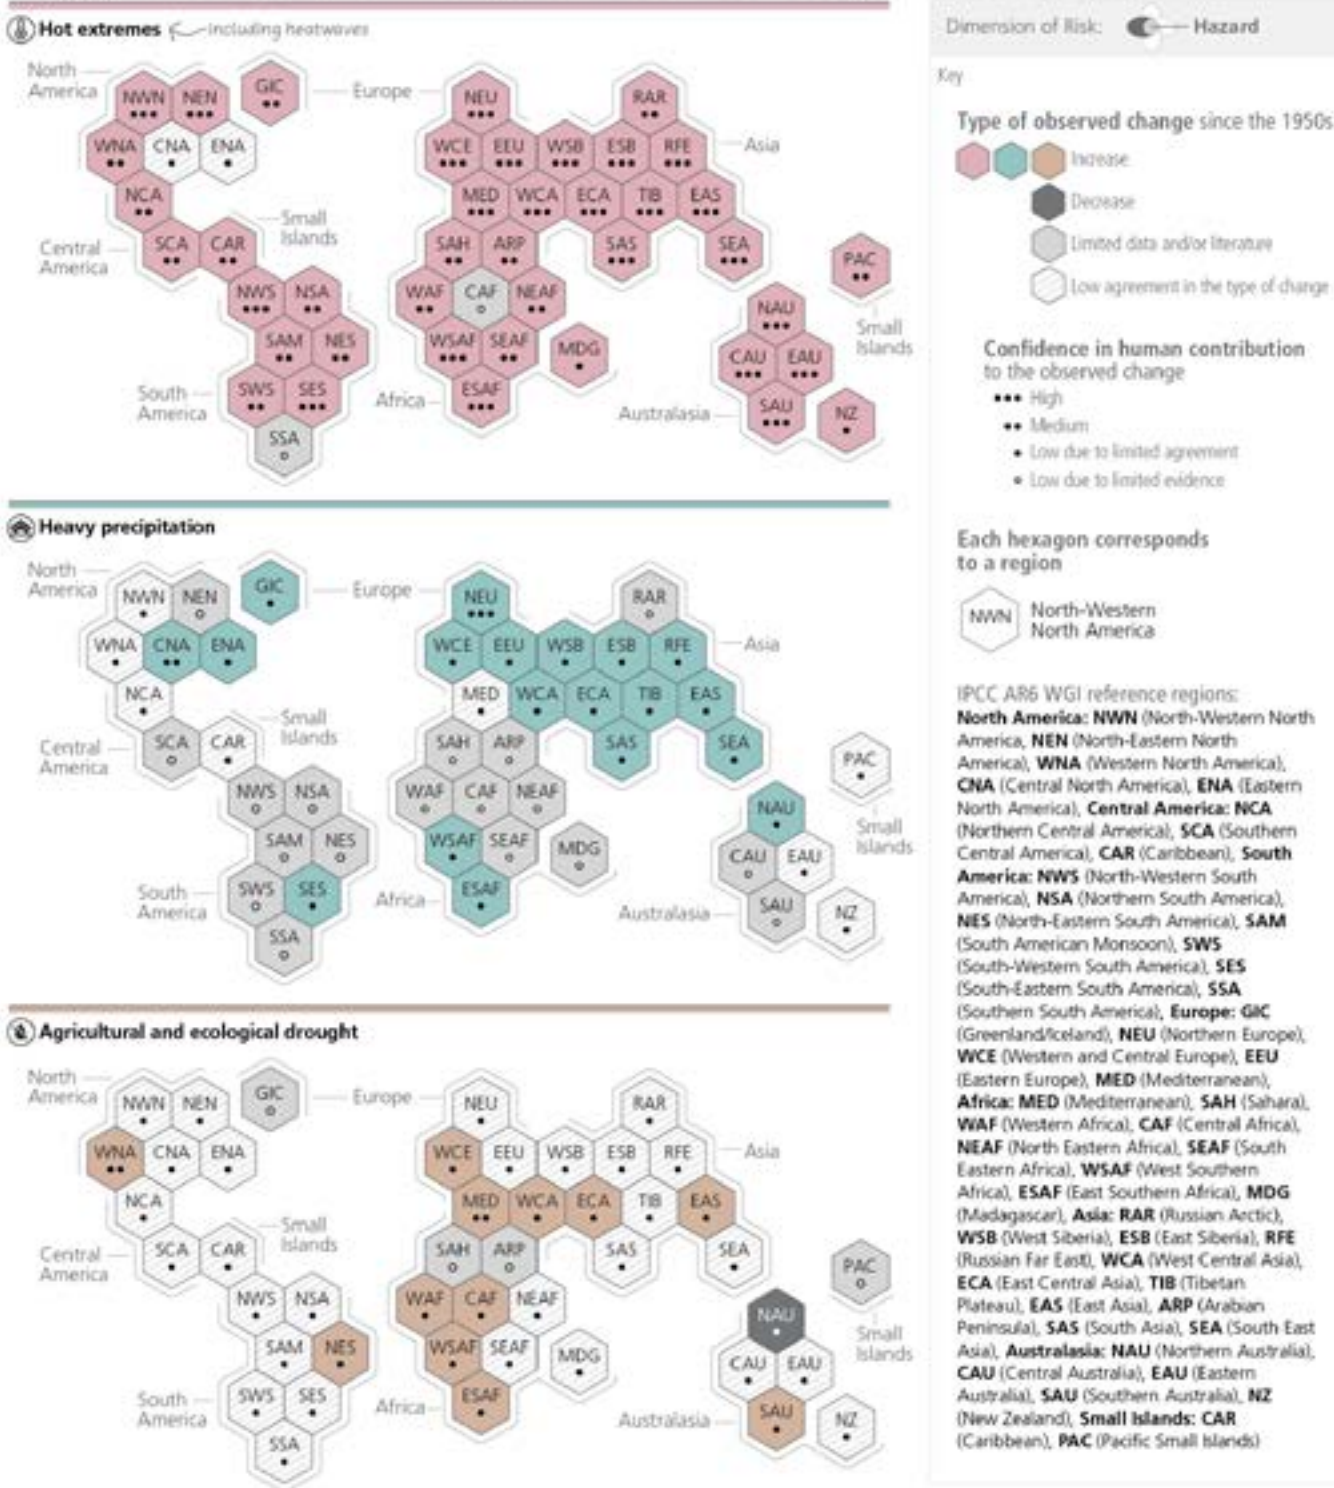 Hot extremes including heatwaves
North
America
NWN NEN GIC
Europe
NEU RAR
WNA CNA ENA
WCE EEU WSB ESB RFE
Asia
NCA
MED WCA ECA TIB EAS
Small
Islands
Central
America
SCA CAR
SAH ARP SAS SEA
PAC
NWS NSA
WAF CAF NEAF
NAU
Small
Islands
SAM NES
WSAF SEAF MDG
CAU EAU
South
America
SWS SES
Africa
ESAF
Australasia
SAU NZ
SSA
Heavy precipitation
North
America
NWN NEN GIC
Europe
NEU RAR
WNA CNA ENA
WCE EEU WSB ESB RFE
Asia
NCA
MED WCA ECA TIB EAS
Small
Islands
Central
America
SCA CAR
SAH ARP SAS SEA
PAC
NWS NSA
WAF CAF NEAF
NAU
Small
Islands
SAM NES
WSAF SEAF MDG
CAU EAU
South
America
SWS SES
Africa
ESAF
Australasia
SAU NZ
SSA
Agricultural and ecological drought
North
America
NWN NEN GIC
Europe
NEU RAR
WNA CNA ENA
WCE EEU WSB ESB RFE
Asia
NCA
MED WCA ECA TIB EAS
Small
Islands
Central
America
SCA CAR
SAH ARP SAS SEA
PAC
NWS NSA
WAF CAF NEAF
NAU
Small
Islands
SAM NES
WSAF SEAF MDG
CAU EAU
South
America
SWS SES
Africa
ESAF
Australasia
SAU NZ
SSA
Dimension of Risk: Hazard
Key
Type of observed change since the 1950s
Increase
Decrease
Limited data and/or literature
Low agreement in the type of change
Confidence in human contribution
to the observed change
••• High
•• Medium
• Low due to limited agreement
∘ Low due to limited evidence
Each hexagon corresponds
to a region
NWN North-Western
North America
IPCC AR6 WGI reference regions:
North America: NWN (North-Western North
America, NEN (North-Eastern North
America), WNA (Western North America),
CNA (Central North America), ENA (Eastern
North America), Central America: NCA
(Northern Central America), SCA (Southern
Central America), CAR (Caribbean), South
America: NWS (North-Western South
America), NSA (Northern South America),
NES (North-Eastern South America), SAM
(South American Monsoon), SWS
(South-Western South America), SES
(South-Eastern South America), SSA
(Southern South America), Europe: GIC
(Greenland/Iceland), NEU (Northern Europe),
WCE (Western and Central Europe), EEU
(Eastern Europe), MED (Mediterranean),
Africa: MED (Mediterranean), SAH (Sahara),
WAF (Western Africa), CAF (Central Africa),
NEAF (North Eastern Africa), SEAF (South
Eastern Africa), WSAF (West Southern
Africa), ESAF (East Southern Africa), MDG
(Madagascar), Asia: RAR (Russian Arctic),
WSB (West Siberia), ESB (East Siberia), RFE
(Russian Far East), WCA (West Central Asia),
ECA (East Central Asia), TIB (Tibetan
Plateau), EAS (East Asia), ARP (Arabian
Peninsula), SAS (South Asia), SEA (South East
Asia), Australasia: NAU (Northern Australia),
CAU (Central Australia), EAU (Eastern
Australia), SAU (Southern Australia), NZ
(New Zealand), Small Islands: CAR
(Caribbean), PAC (Pacific Small Islands)